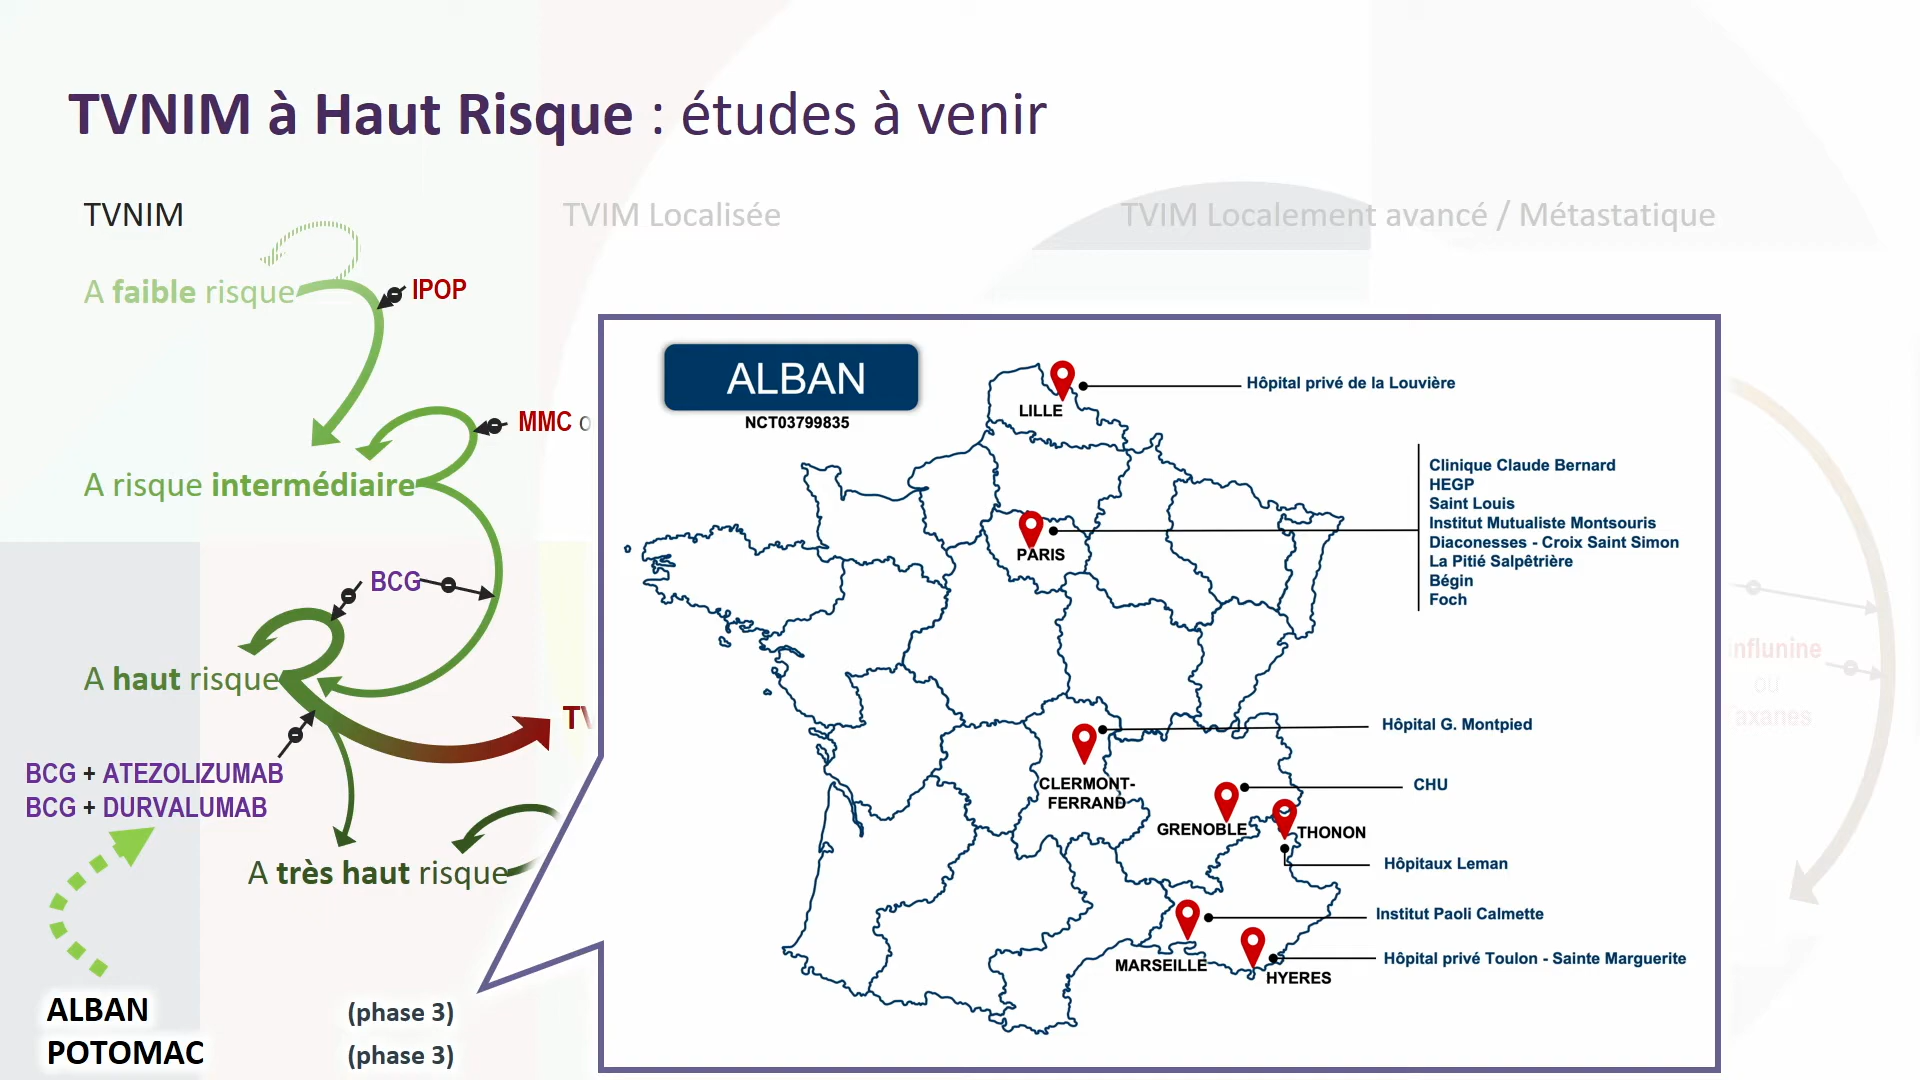 TVNIM à Haut Risque : études à venir
TVNIM
TVIM Localisée
TVIM Localement avancé / Métastatique
A faible risque
IPOP
MMC
A risque intermédiaire
BCG
A haut risque
BCG + ATEZOLIZUMAB
BCG + DURVALUMAB
A très haut risque
ALBAN (phase 3)
POTOMAC (phase 3)
ALBAN
NCT03799835
LILLE
Hôpital privé de la Louvière
PARIS
Clinique Claude Bernard
HEGP
Saint Louis
Institut Mutualiste Montsouris
Diaconesses - Croix Saint Simon
La Pitié Salpêtrière
Bégin
Foch
Hôpital G. Montpied
CLERMONT-
FERRAND
CHU
GRENOBLE
THONON
Hôpitaux Leman
Institut Paoli Calmette
MARSEILLE
Hôpital privé Toulon - Sainte Marguerite
HYERES
ou